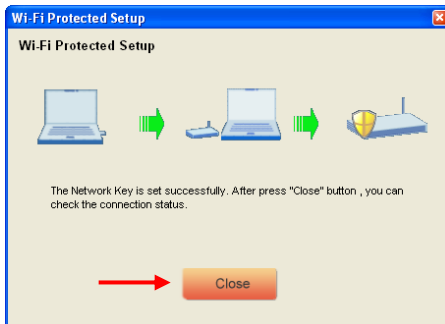 Wi-Fi Protected Setup
Wi-Fi Protected Setup
The Network Key is set successfully. After press "Close" button , you can
check the connection status.
Close